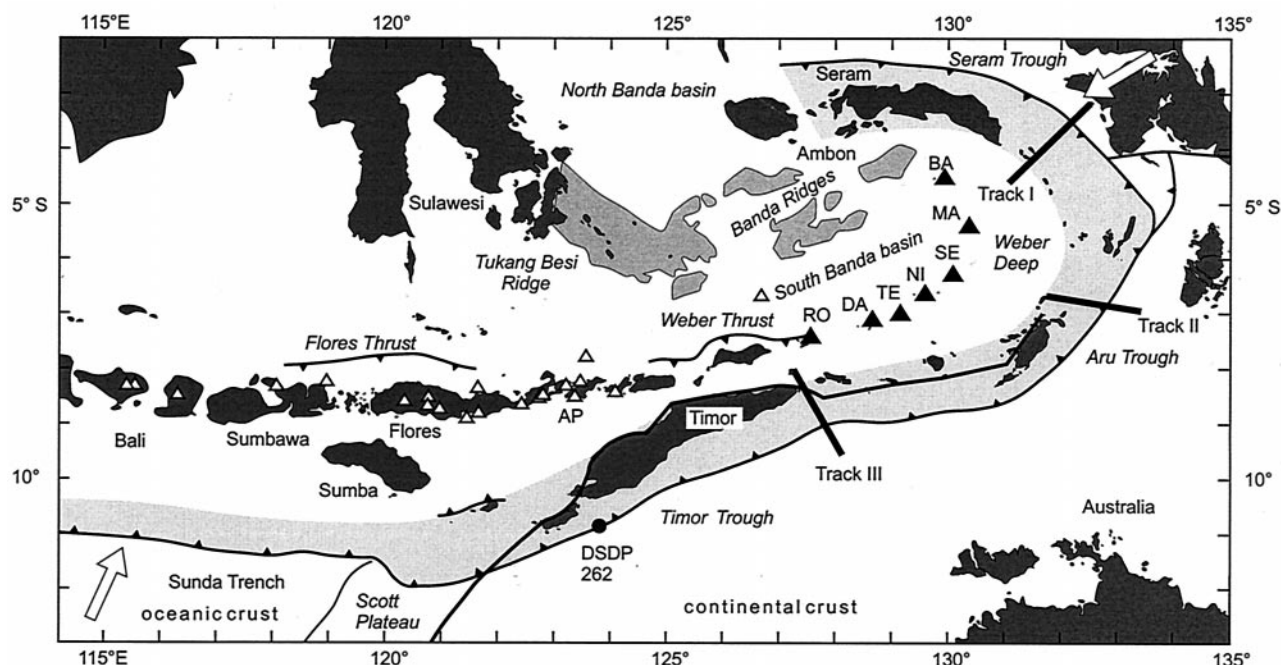 115°E
120°
125°
130°
135°
Seram Trough
Seram
North Banda basin
Ambon
BA
Banda Ridges
Track I
5° S
Sulawesi
MA
5°S
SE
Weber
Deep
South Banda basin
NI
Tukang Besi
Ridge
TE
DA
RO
Weber Thrust
Track II
Flores Thrust
Aru Trough
AP
Timor
Bali
Sumbawa
Flores
Track III
Sumba
10°
10°
Australia
Timor Trough
DSDP
262
Sunda Trench
oceanic crust
Scott
Plateau
continental crust
115°E
120°
125°
130°
135°